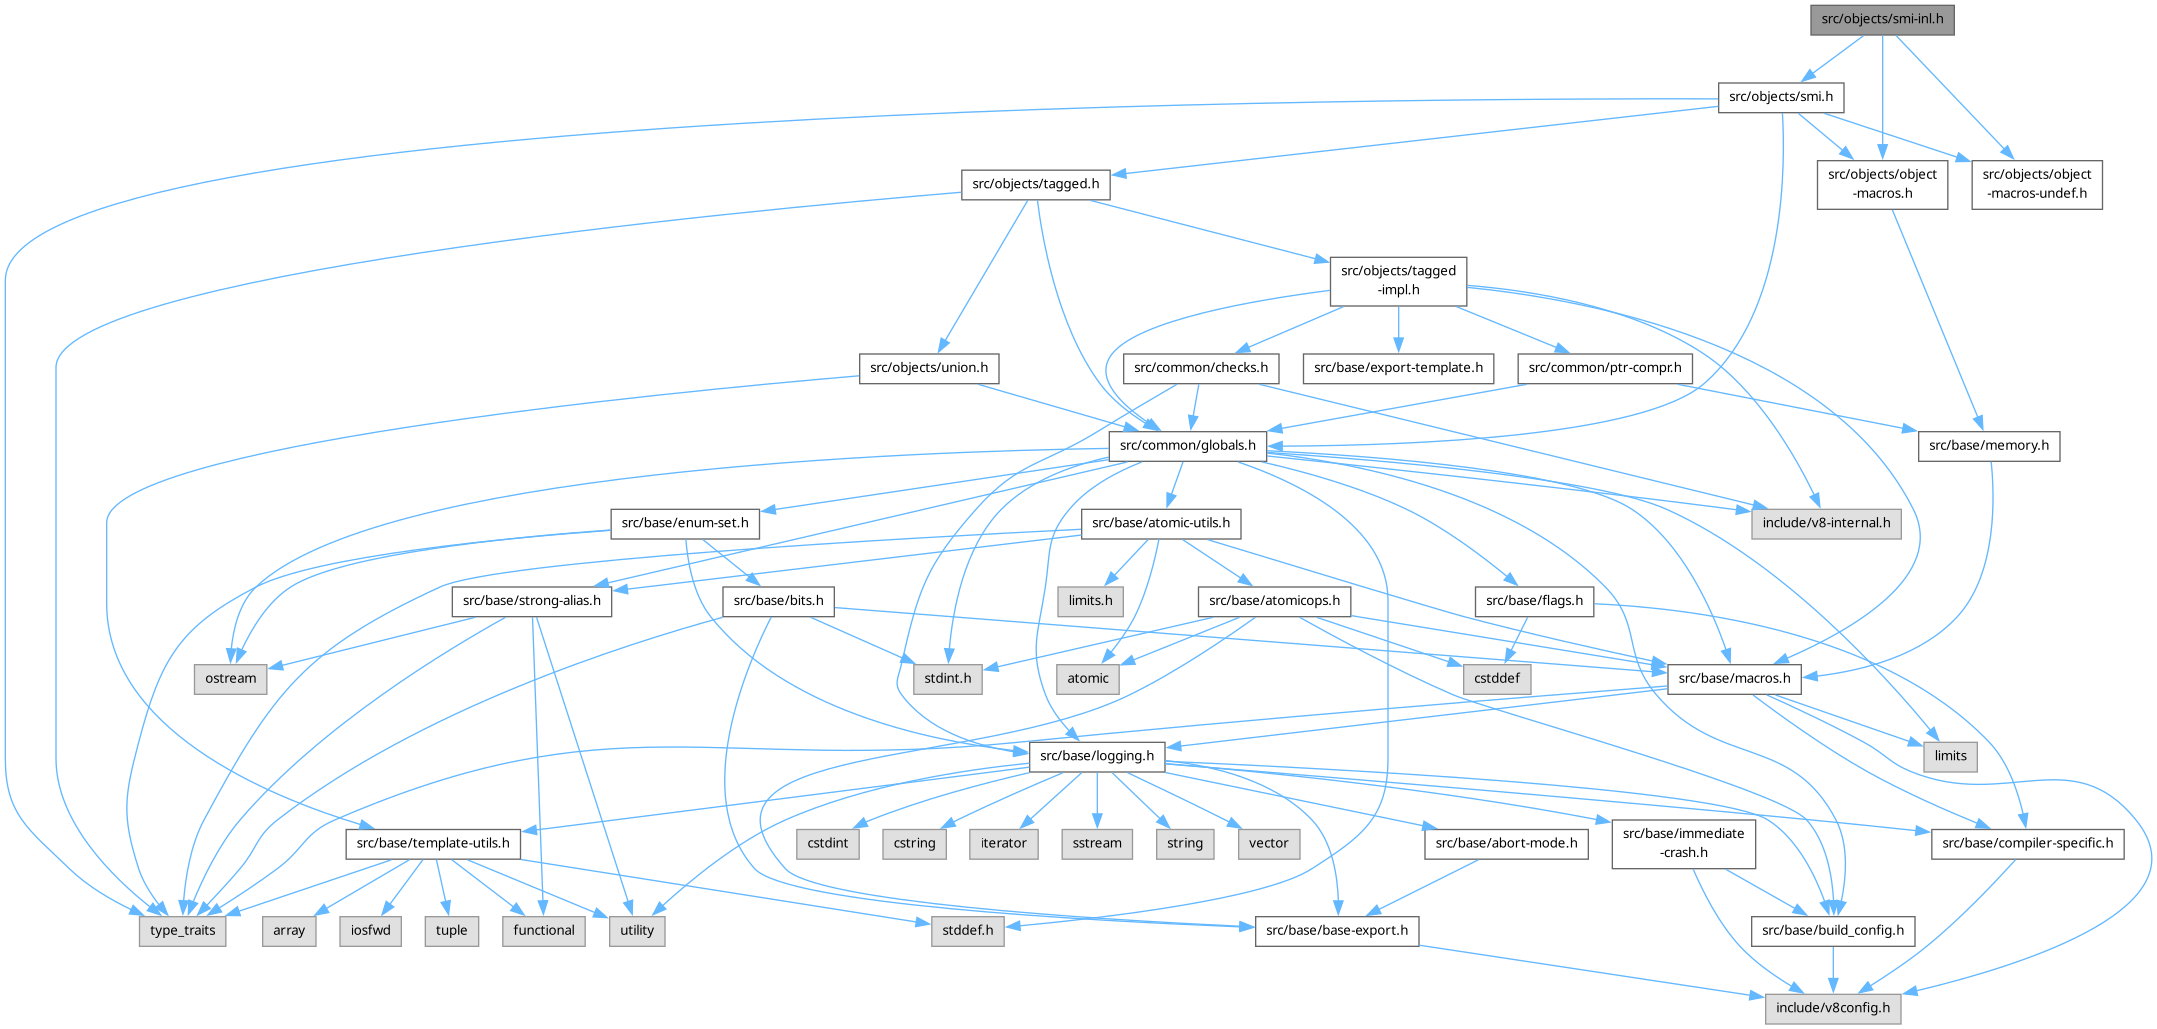 src/objects/smi-inl.h
src/objects/smi.h
src/objects/tagged.h
src/objects/object
-macros.h
src/objects/object
-macros-undef.h
src/objects/tagged
-impl.h
src/objects/union.h
src/common/checks.h
src/base/export-template.h
src/common/ptr-compr.h
src/common/globals.h
src/base/memory.h
src/base/enum-set.h
src/base/atomic-utils.h
include/v8-internal.h
src/base/strong-alias.h
src/base/bits.h
limits.h
src/base/atomicops.h
src/base/flags.h
ostream
stdint.h
atomic
cstddef
src/base/macros.h
src/base/logging.h
limits
src/base/template-utils.h
cstdint
cstring
iterator
sstream
string
vector
src/base/abort-mode.h
src/base/immediate
-crash.h
src/base/compiler-specific.h
type_traits
array
iosfwd
tuple
functional
utility
stddef.h
src/base/base-export.h
src/base/build_config.h
include/v8config.h